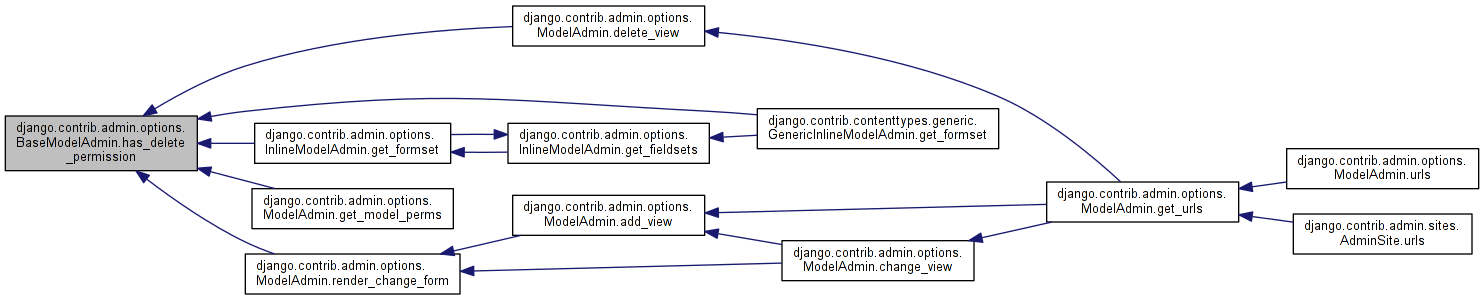 django.contrib.admin.options.
ModelAdmin.delete_view
django.contrib.admin.options.
BaseModelAdmin.has_delete
_permission
django.contrib.admin.options.
InlineModelAdmin.get_formset
django.contrib.admin.options.
InlineModelAdmin.get_fieldsets
django.contrib.contenttypes.generic.
GenericInlineModelAdmin.get_formset
django.contrib.admin.options.
ModelAdmin.get_model_perms
django.contrib.admin.options.
ModelAdmin.add_view
django.contrib.admin.options.
ModelAdmin.render_change_form
django.contrib.admin.options.
ModelAdmin.change_view
django.contrib.admin.options.
ModelAdmin.get_urls
django.contrib.admin.options.
ModelAdmin.urls
django.contrib.admin.sites.
AdminSite.urls